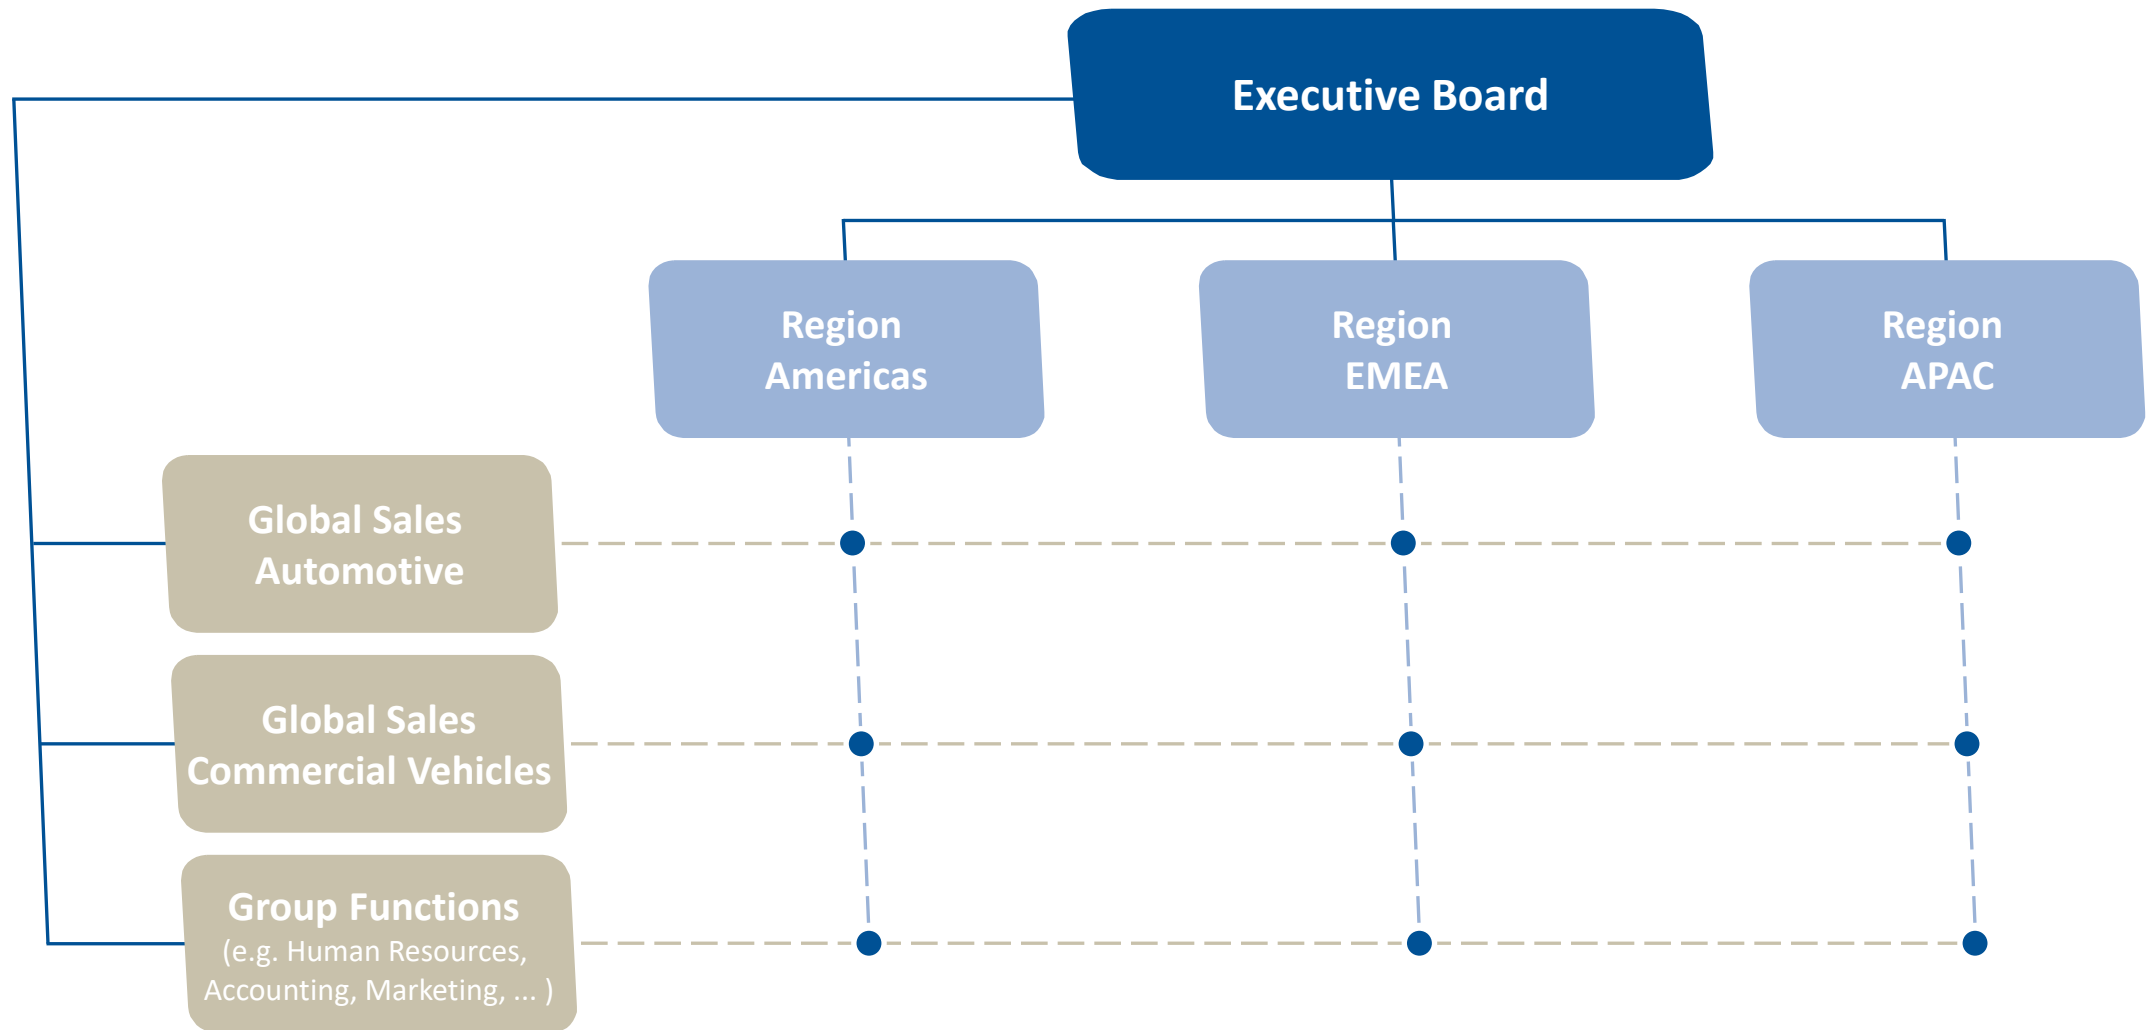 Executive Board
Region
Americas
Region
EMEA
Region
APAC
Global Sales
Automotive
Global Sales
Commercial Vehicles
Group Functions
(e.g. Human Resources,
Accounting, Marketing, ... )